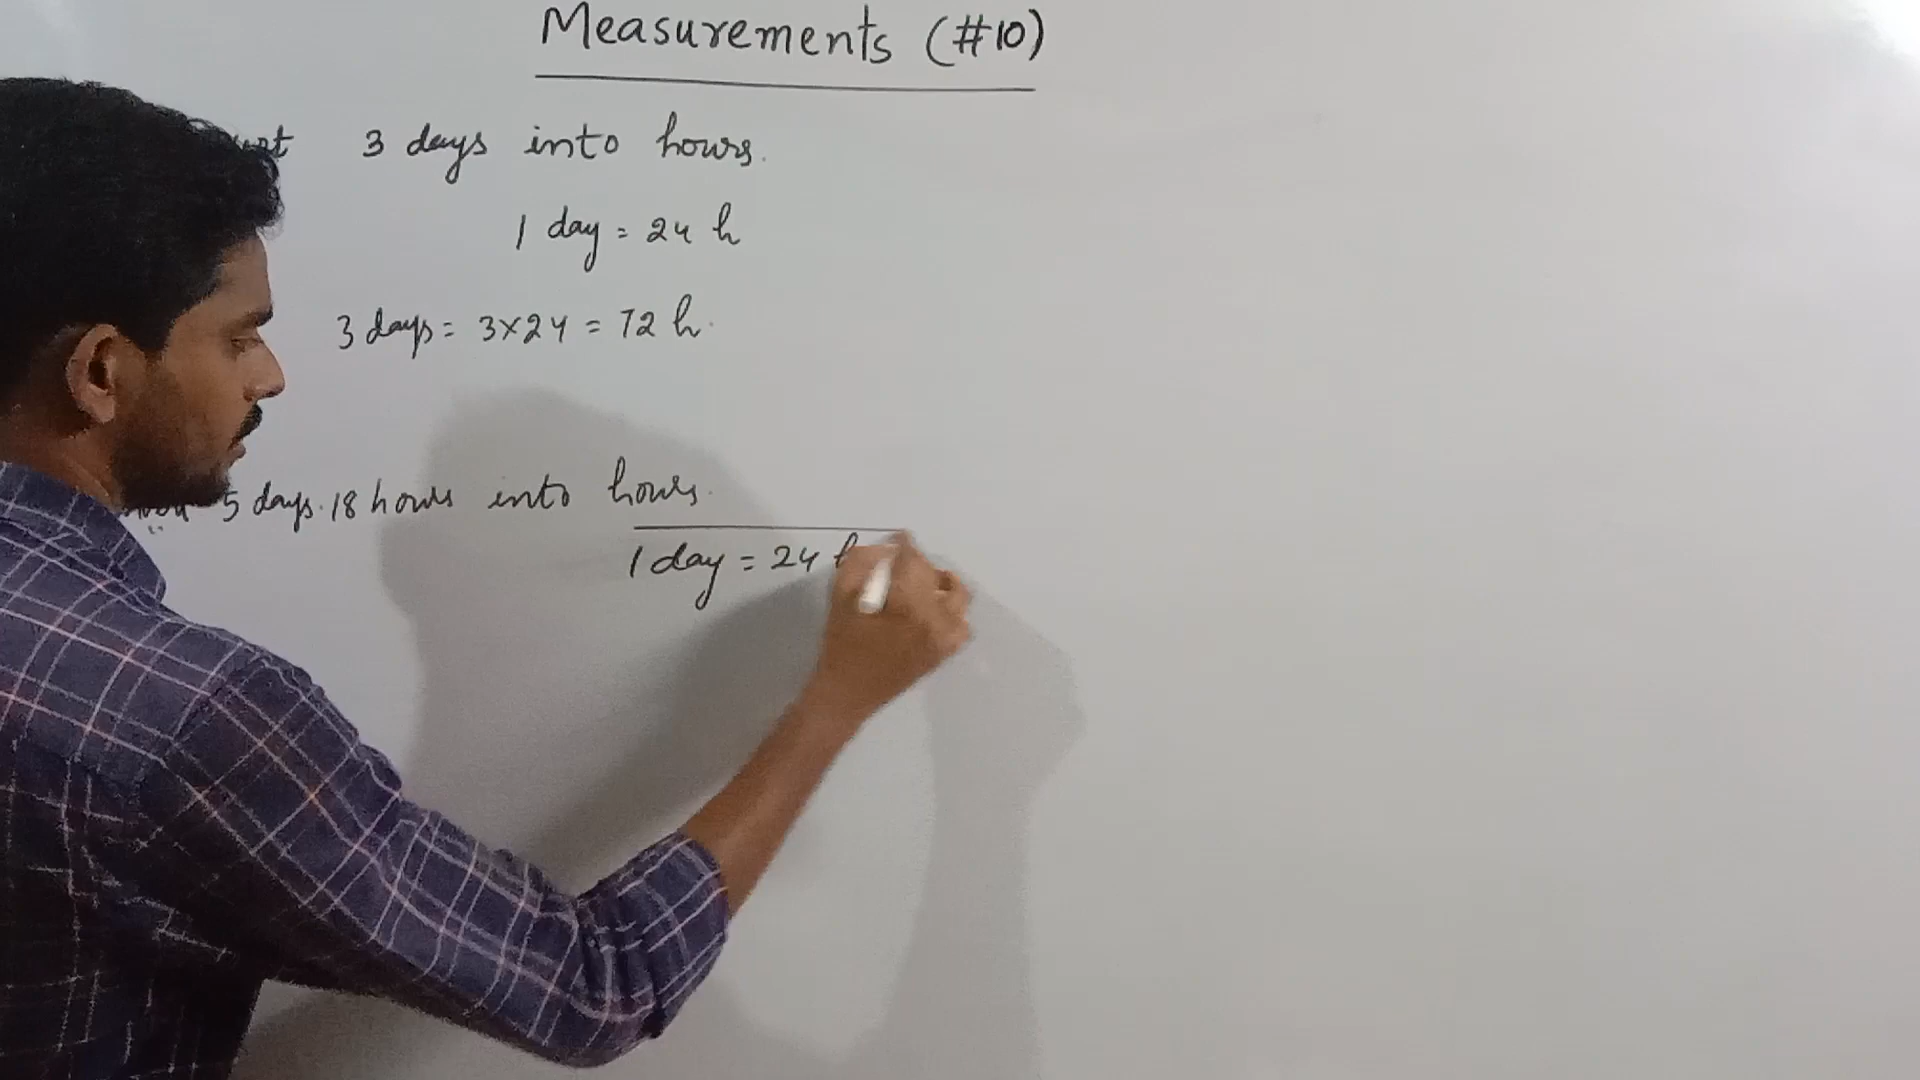 Measurements (#10)
3 days into hours.
1 day = 24 h
3 days = 3×24 = 72 h.
5 days 18 hours into hours.
1 day = 24 h